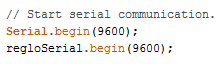 // Start serial communication.
Serial.begin(9600);
regloSerial.begin(9600);